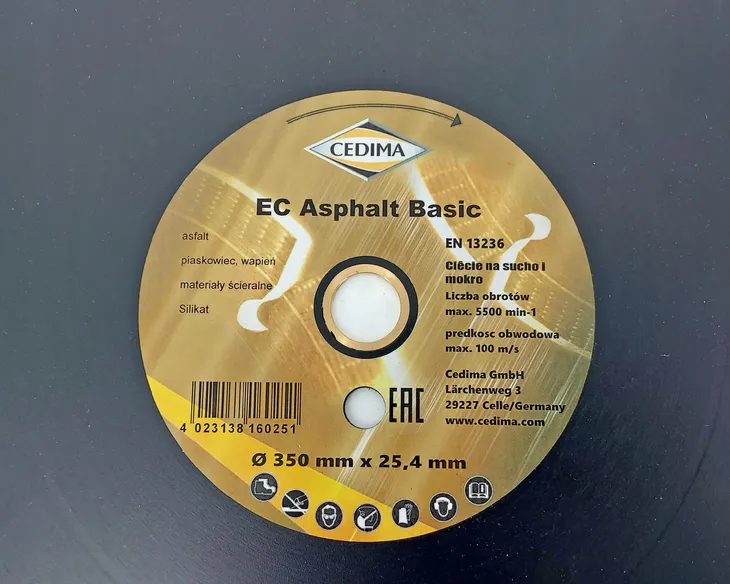 CEDIMA
EC Asphalt Basic
asfalt
piaskowiec, wapień
materiały ścieralne
Silikat
EN 13236
Clêcle na sucho l
mokro
Liczba obrotów
max. 5500 min-1
predkosc obwodowa
max. 100 m/s
Cedima GmbH
Lärchenweg 3
29227 Celle/Germany
www.cedima.com
4 023138 160251
EAC
Ø 350 mm x 25,4 mm